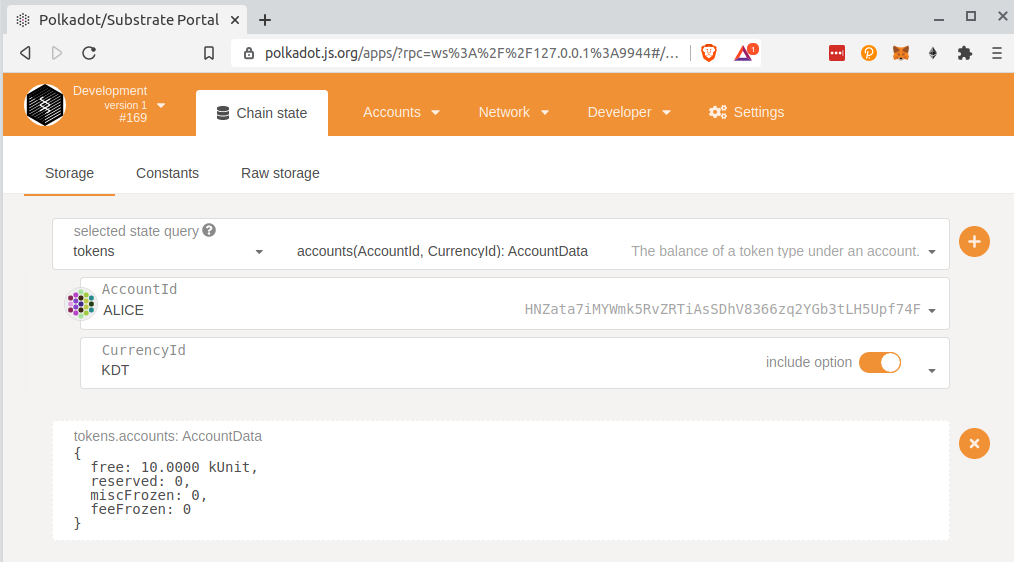 Polkadot/Substrate Portal
polkadot.js.org/apps/?rpc=ws%3A%2F%2F127.0.0.1%3A9944#/...
1
Development
version 1
#169
Chain state
Accounts
Network
Developer
Settings
Storage
Constants
Raw storage
selected state query
tokens
accounts(AccountId, CurrencyId): AccountData
The balance of a token type under an account.
AccountId
ALICE
HNZata7iMYWmk5RvZRTiAsSDhV8366zq2YGb3tLH5Upf74F
CurrencyId
KDT
include option
tokens.accounts: AccountData
{
free: 10.0000 kUnit,
reserved: 0,
miscFrozen: 0,
feeFrozen: 0
}